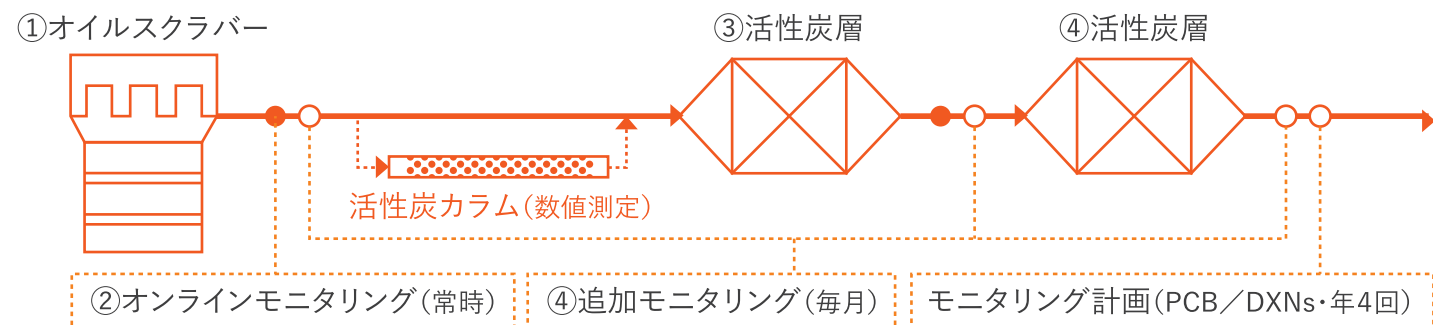 ①オイルスクラバー
③活性炭層
④活性炭層
活性炭カラム(数値測定)
②オンラインモニタリング(常時)
④追加モニタリング(毎月)
モニタリング計画(PCB／DXNs・年4回)